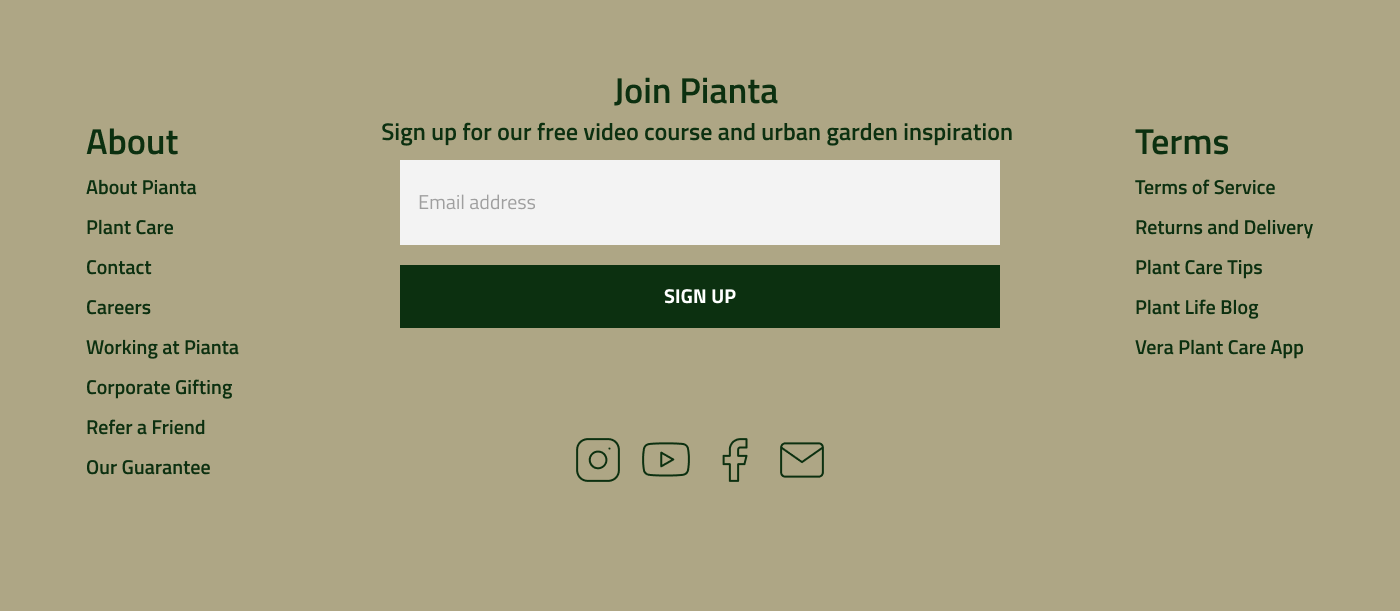 About
About Pianta
Plant Care
Contact
Careers
Working at Pianta
Corporate Gifting
Refer a Friend
Our Guarantee
Join Pianta
Sign up for our free video course and urban garden inspiration
Email address
SIGN UP
Terms
Terms of Service
Returns and Delivery
Plant Care Tips
Plant Life Blog
Vera Plant Care App